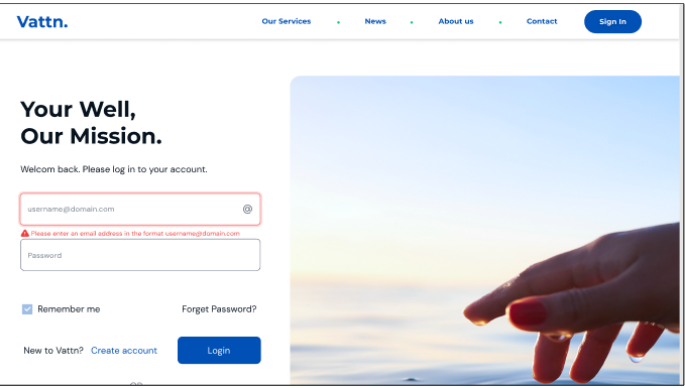 Vattn.
Our Services • News • About us • Contact Sign In
Your Well,
Our Mission.
Welcom back. Please log in to your account.
username@domain.com @
Please enter an email address in the format username@domain.com
Password
Remember me Forget Password?
New to Vattn? Create account Login
OR